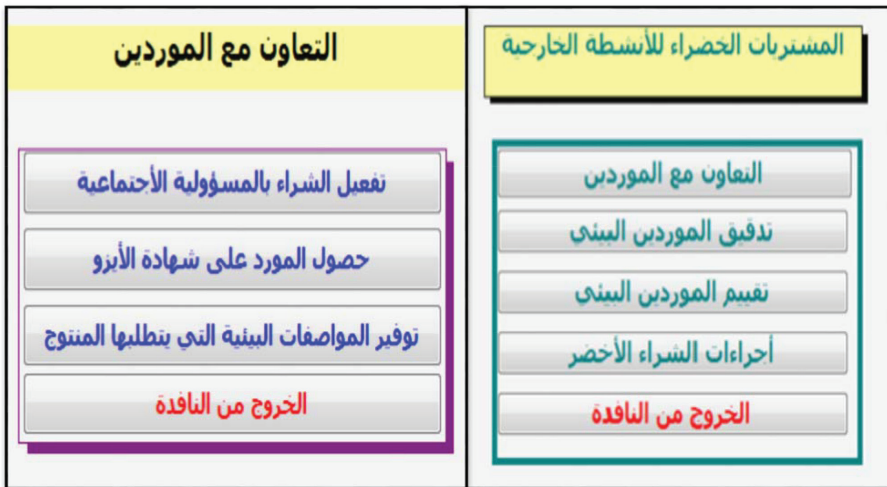 المشتريات الخضراء للأنشطة الخارجية
التعاون مع الموردين
تدقيق الموردين البيئي
تقييم الموردين البيئي
أجراءات الشراء الأخضر
الخروج من النافدة
التعاون مع الموردين
تفعيل الشراء بالمسؤولية الأجتماعية
حصول المورد على شهادة الأيزو
توفير المواصفات البيئية التي يتطلبها المنتوج
الخروج من النافدة